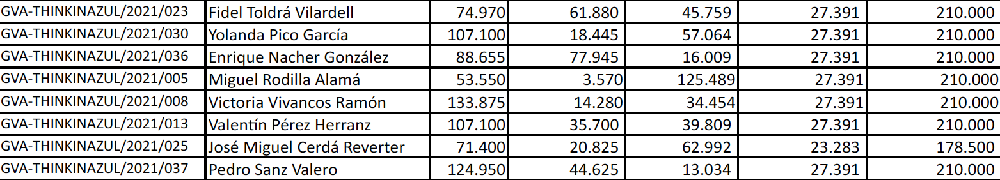 GVA-THINKINAZUL/2021/023 Fidel Toldrá Vilardell 74.970 61.880 45.759 27.391 210.000
GVA-THINKINAZUL/2021/030 Yolanda Pico García 107.100 18.445 57.064 27.391 210.000
GVA-THINKINAZUL/2021/036 Enrique Nacher González 88.655 77.945 16.009 27.391 210.000
GVA-THINKINAZUL/2021/005 Miguel Rodilla Alamá 53.550 3.570 125.489 27.391 210.000
GVA-THINKINAZUL/2021/008 Victoria Vivancos Ramón 133.875 14.280 34.454 27.391 210.000
GVA-THINKINAZUL/2021/013 Valentín Pérez Herranz 107.100 35.700 39.809 27.391 210.000
GVA-THINKINAZUL/2021/025 José Miguel Cerdá Reverter 71.400 20.825 62.992 23.283 178.500
GVA-THINKINAZUL/2021/037 Pedro Sanz Valero 124.950 44.625 13.034 27.391 210.000